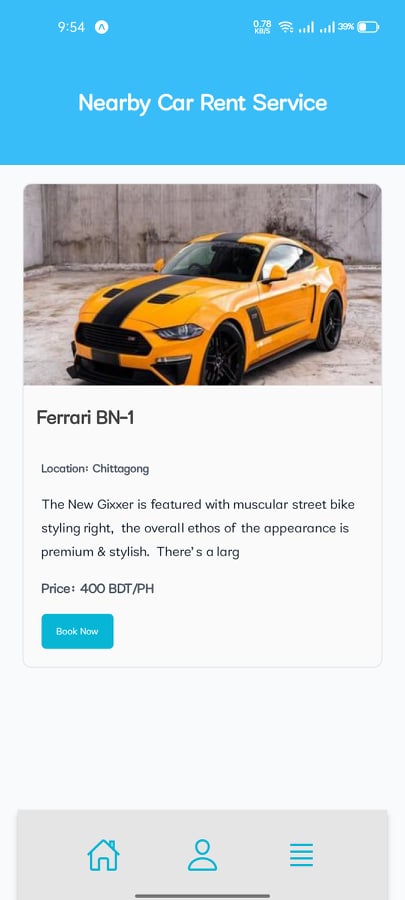 9:54
0.78
KB/S
39%
Nearby Car Rent Service
Ferrari BN-1
Location: Chittagong
The New Gixxer is featured with muscular street bike
styling right, the overall ethos of the appearance is
premium & stylish. There's a larg
Price: 400 BDT/PH
Book Now